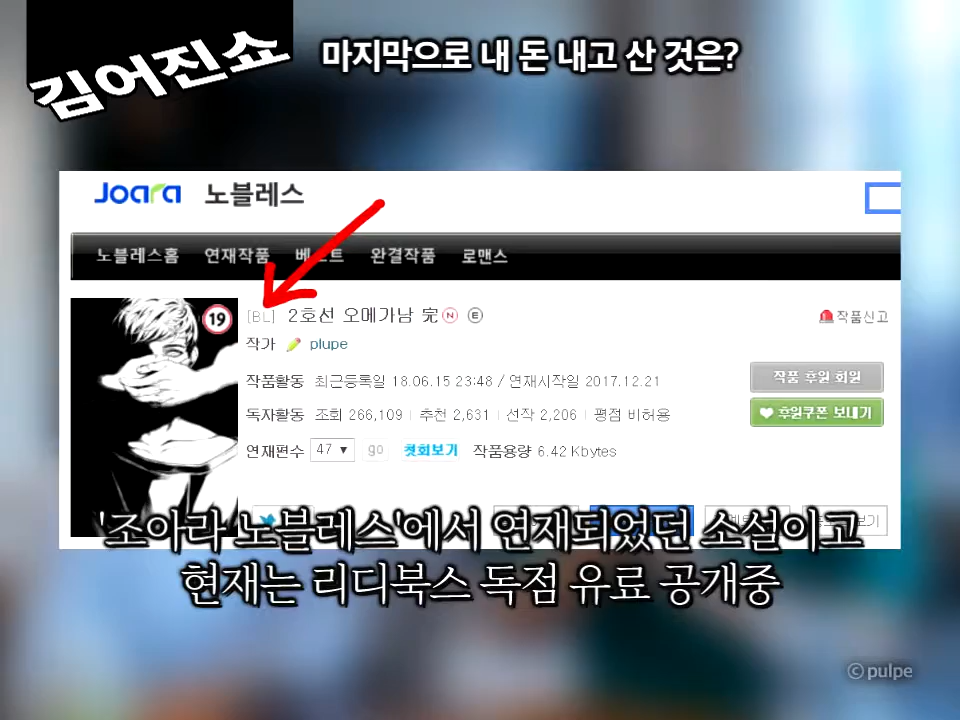 김어진쇼
마지막으로 내 돈 내고 산 것은?
Joara 노블레스
노블레스홈 연재작품 베스트 완결작품 로맨스
19
[BL] 2호선 오메가남 完 N E
작품신고
작가 plupe
작품활동 최근등록일 18.06.15 23:48 / 연재시작일 2017.12.21
작품 후원 회원
독자활동 조회 266,109 | 추천 2,631 | 선작 2,206 | 평점 비허용
후원쿠폰 보내기
연재편수 47 ▼ go 첫회보기 작품용량 6.42 Kbytes
'조아라 노블레스'에서 연재되었던 소설이고
현재는 리디북스 독점 유료 공개중
© pulpe